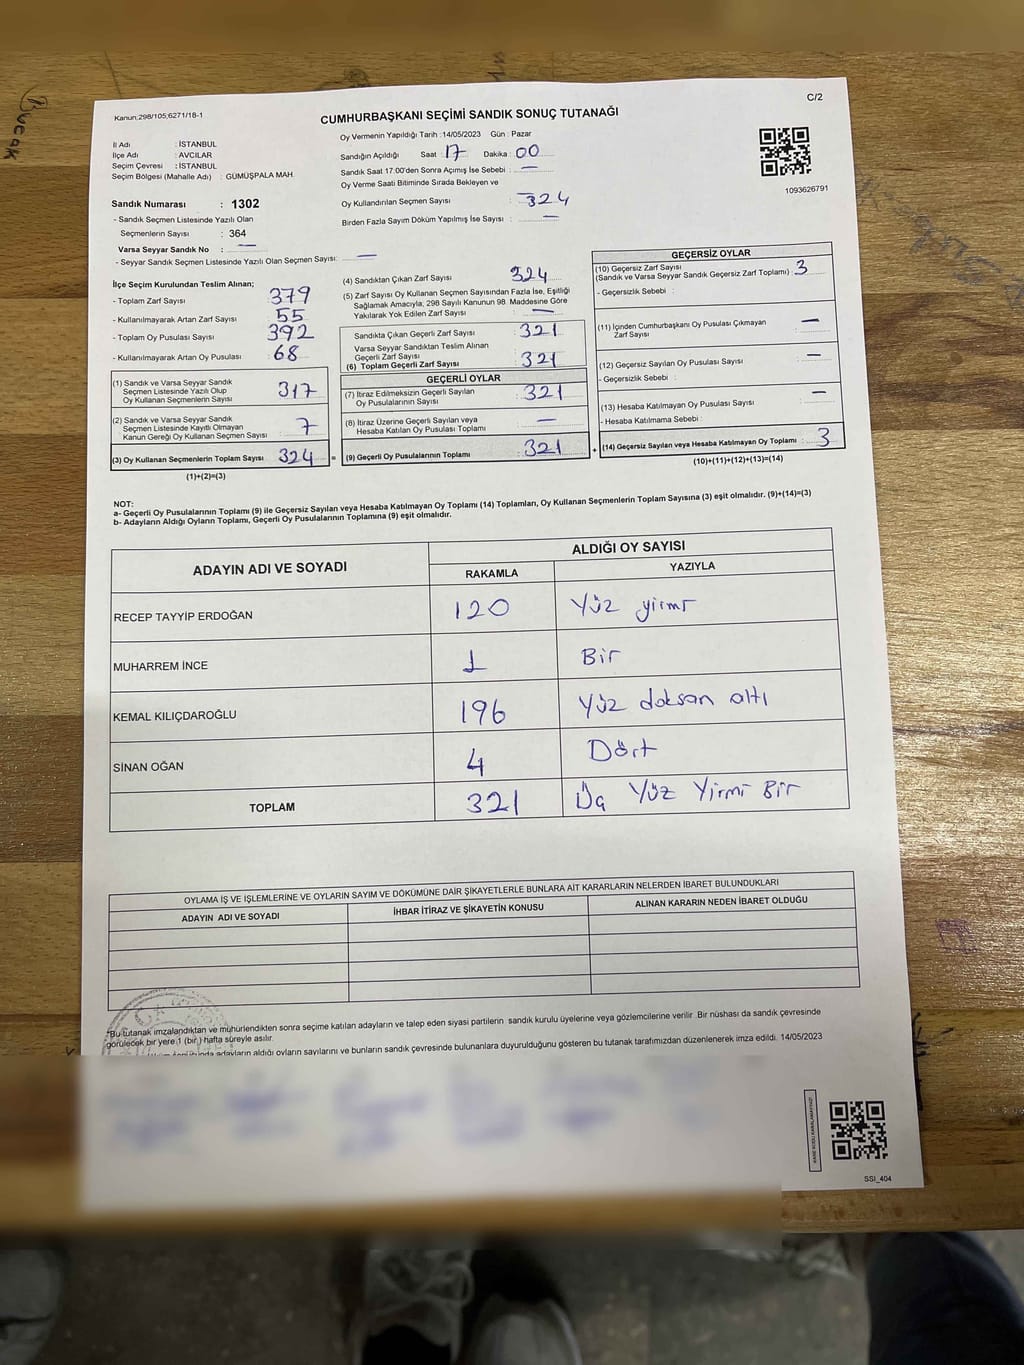 C/2
Kanun;298/105;6271/18-1
CUMHURBAŞKANI SEÇİMİ SANDIK SONUÇ TUTANAĞI
İl Adı : İSTANBUL
İlçe Adı : AVCILAR
Seçim Çevresi : İSTANBUL
Seçim Bölgesi (Mahalle Adı) : GÜMÜŞPALA MAH.
Sandık Numarası : 1302
- Sandık Seçmen Listesinde Yazılı Olan
Seçmenlerin Sayısı : 364
Varsa Seyyar Sandık No : —
- Seyyar Sandık Seçmen Listesinde Yazılı Olan Seçmen Sayısı: —
Oy Vermenin Yapıldığı Tarih :14/05/2023 Gün : Pazar
Sandığın Açıldığı Saat 17 Dakika : 00
Sandık Saat 17.00'den Sonra Açımış İse Sebebi : —
Oy Verme Saati Bitiminde Sırada Bekleyen ve
Oy Kullandırılan Seçmen Sayısı : 324
Birden Fazla Sayım Döküm Yapılmış İse Sayısı : —
1093626791
İlçe Seçim Kurulundan Teslim Alınan;
- Toplam Zarf Sayısı : 379
- Kullanılmayarak Artan Zarf Sayısı : 55
- Toplam Oy Pusulası Sayısı : 392
- Kullanılmayarak Artan Oy Pusulası : 68
(1) Sandık ve Varsa Seyyar Sandık
Seçmen Listesinde Yazılı Olup
Oy Kullanan Seçmenlerin Sayısı : 317
(2) Sandık ve Varsa Seyyar Sandık
Seçmen Listesinde Kayıtlı Olmayan
Kanun Gereği Oy Kullanan Seçmen Sayısı : 7
(3) Oy Kullanan Seçmenlerin Toplam Sayısı : 324 =
(1)+(2)=(3)
(4) Sandıktan Çıkan Zarf Sayısı : 324
(5) Zarf Sayısı Oy Kullanan Seçmen Sayısından Fazla İse, Eşitliği
Sağlamak Amacıyla, 298 Sayılı Kanunun 98. Maddesine Göre
Yakılarak Yok Edilen Zarf Sayısı : —
Sandıkta Çıkan Geçerli Zarf Sayısı : 321
Varsa Seyyar Sandıktan Teslim Alınan
Geçerli Zarf Sayısı
(6) Toplam Geçerli Zarf Sayısı : 321
GEÇERLİ OYLAR
(7) İtiraz Edilmeksizin Geçerli Sayılan
Oy Pusulalarının Sayısı : 321
(8) İtiraz Üzerine Geçerli Sayılan veya
Hesaba Katılan Oy Pusulası Toplamı : —
(9) Geçerli Oy Pusulalarının Toplamı : 321 +
GEÇERSİZ OYLAR
(10) Geçersiz Zarf Sayısı
(Sandık ve Varsa Seyyar Sandık Geçersiz Zarf Toplamı) : 3
- Geçersizlik Sebebi :
(11) İçinden Cumhurbaşkanı Oy Pusulası Çıkmayan
Zarf Sayısı : —
(12) Geçersiz Sayılan Oy Pusulası Sayısı : —
- Geçersizlik Sebebi :
(13) Hesaba Katılmayan Oy Pusulası Sayısı : —
- Hesaba Katılmama Sebebi :
(14) Geçersiz Sayılan veya Hesaba Katılmayan Oy Toplamı : 3
(10)+(11)+(12)+(13)=(14)
NOT:
a- Geçerli Oy Pusulalarının Toplamı (9) ile Geçersiz Sayılan veya Hesaba Katılmayan Oy Toplamı (14) Toplamları, Oy Kullanan Seçmenlerin Toplam Sayısına (3) eşit olmalıdır. (9)+(14)=(3)
b- Adayların Aldığı Oyların Toplamı, Geçerli Oy Pusulalarının Toplamına (9) eşit olmalıdır.
ADAYIN ADI VE SOYADI ALDIĞI OY SAYISI
RAKAMLA YAZIYLA
RECEP TAYYİP ERDOĞAN 120 Yüz yirmi
MUHARREM İNCE 1 Bir
KEMAL KILIÇDAROĞLU 196 Yüz doksan altı
SİNAN OĞAN 4 Dört
TOPLAM 321 Üç Yüz Yirmi Bir
OYLAMA İŞ VE İŞLEMLERİNE VE OYLARIN SAYIM VE DÖKÜMÜNE DAİR ŞİKAYETLERLE BUNLARA AİT KARARLARIN NELERDEN İBARET BULUNDUKLARI
ADAYIN ADI VE SOYADI İHBAR İTİRAZ VE ŞİKAYETİN KONUSU ALINAN KARARIN NEDEN İBARET OLDUĞU
*Bu tutanak imzalandıktan ve mühürlendikten sonra seçime katılan adayların ve talep eden siyasi partilerin sandık kurulu üyelerine veya gözlemcilerine verilir. Bir nüshası da sandık çevresinde
görülecek bir yere 1 (bir ) hafta süreyle asılır.
adayların aldığı oyların sayılarını ve bunların sandık çevresinde bulunanlara duyurulduğunu gösteren bu tutanak tarafımızdan düzenlenerek imza edildi. 14/05/2023
SSI_404
Bucak